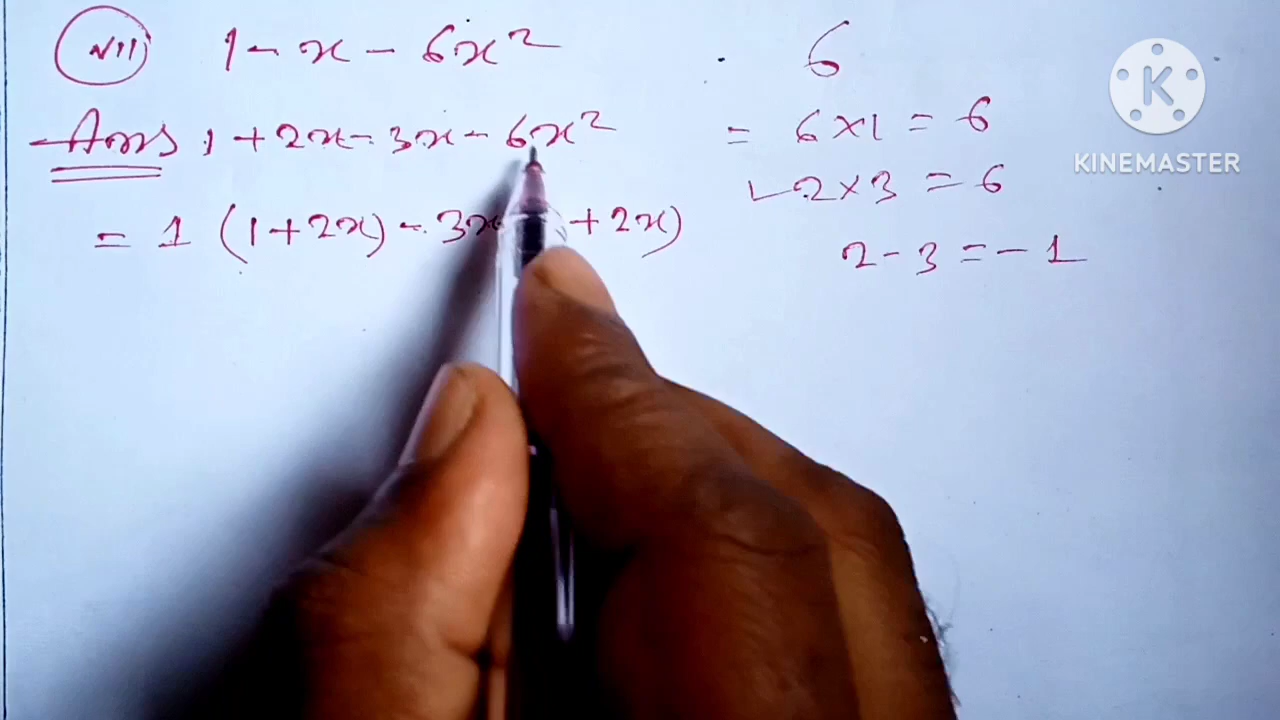 VII 1 - x - 6x² 6
Ans 1 + 2x - 3x - 6x² = 6×1 = 6
✓ 2×3 = 6
= 1 (1+2x) - 3x + 2x)
2 - 3 = - 1
K
KINEMASTER